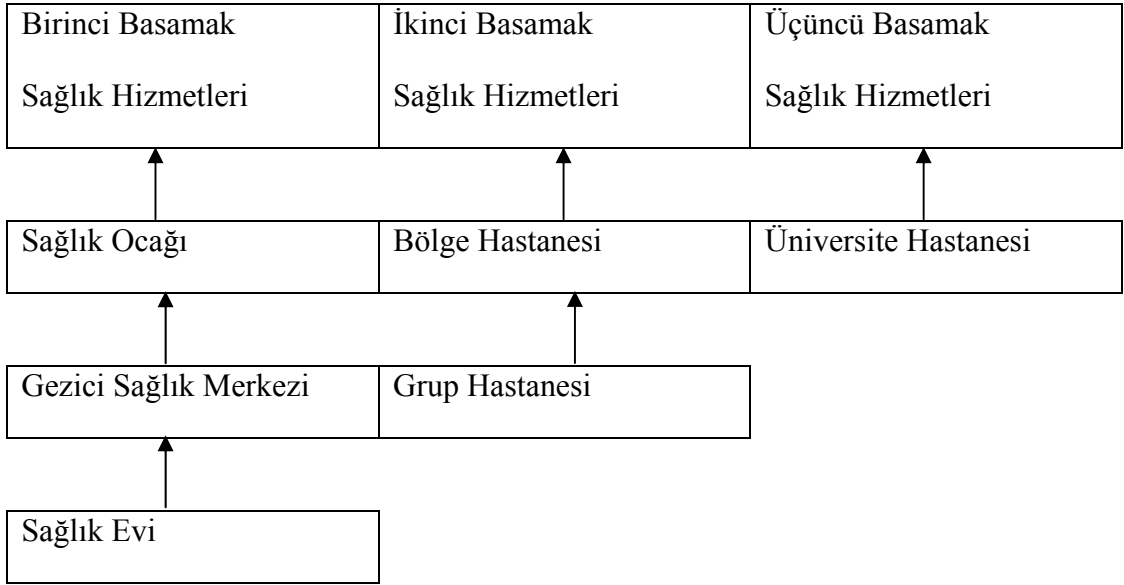 Birinci Basamak
Sağlık Hizmetleri
İkinci Basamak
Sağlık Hizmetleri
Üçüncü Basamak
Sağlık Hizmetleri
Sağlık Ocağı
Bölge Hastanesi
Üniversite Hastanesi
Gezici Sağlık Merkezi
Grup Hastanesi
Sağlık Evi